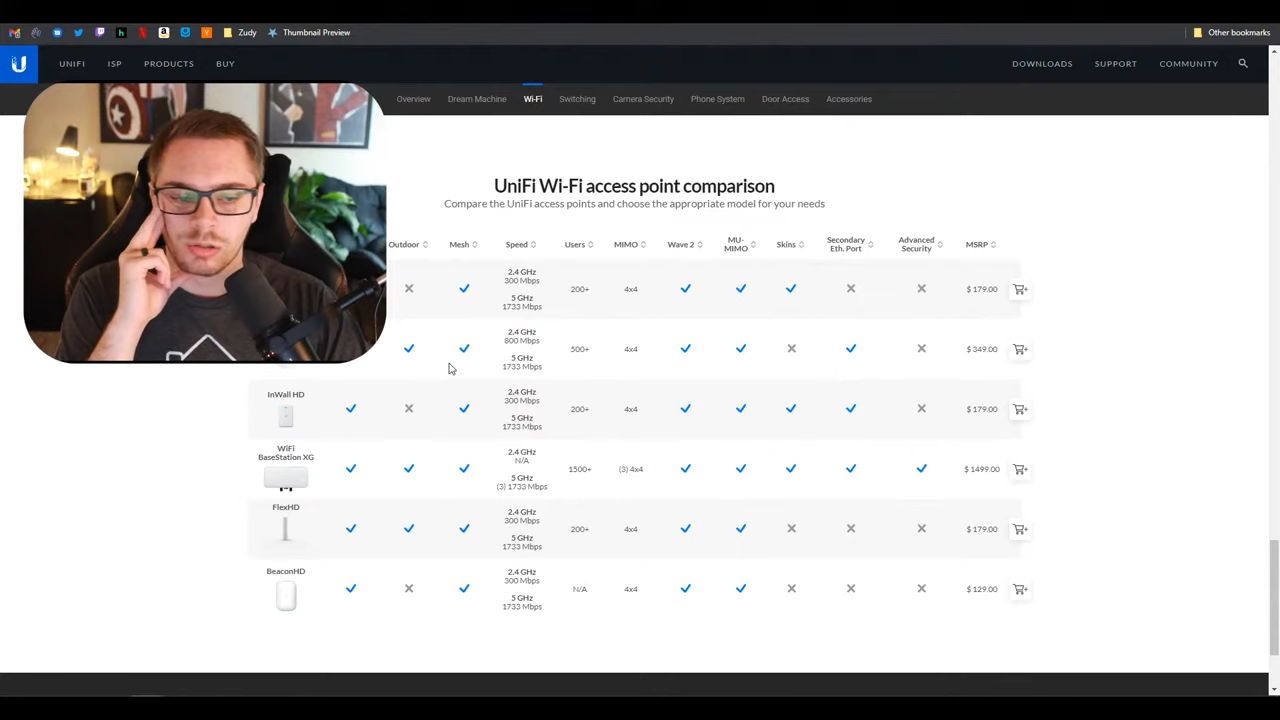 Zudy
Thumbnail Preview
Other bookmarks
UNIFI ISP PRODUCTS BUY
DOWNLOADS SUPPORT COMMUNITY
Overview Dream Machine Wi-Fi Switching Camera Security Phone System Door Access Accessories
UniFi Wi-Fi access point comparison
Compare the UniFi access points and choose the appropriate model for your needs
Outdoor Mesh Speed Users MIMO Wave 2 MU-
MIMO Skins Secondary
Eth. Port Advanced
Security MSRP
2.4 GHz
300 Mbps
5 GHz
1733 Mbps
200+ 4x4 $ 179.00
2.4 GHz
800 Mbps
5 GHz
1733 Mbps
500+ 4x4 $ 349.00
InWall HD
2.4 GHz
300 Mbps
5 GHz
1733 Mbps
200+ 4x4 $ 179.00
WiFi
BaseStation XG
2.4 GHz
N/A
5 GHz
(3) 1733 Mbps
1500+ (3) 4x4 $ 1499.00
FlexHD
2.4 GHz
300 Mbps
5 GHz
1733 Mbps
200+ 4x4 $ 179.00
BeaconHD
2.4 GHz
300 Mbps
5 GHz
1733 Mbps
N/A 4x4 $ 129.00